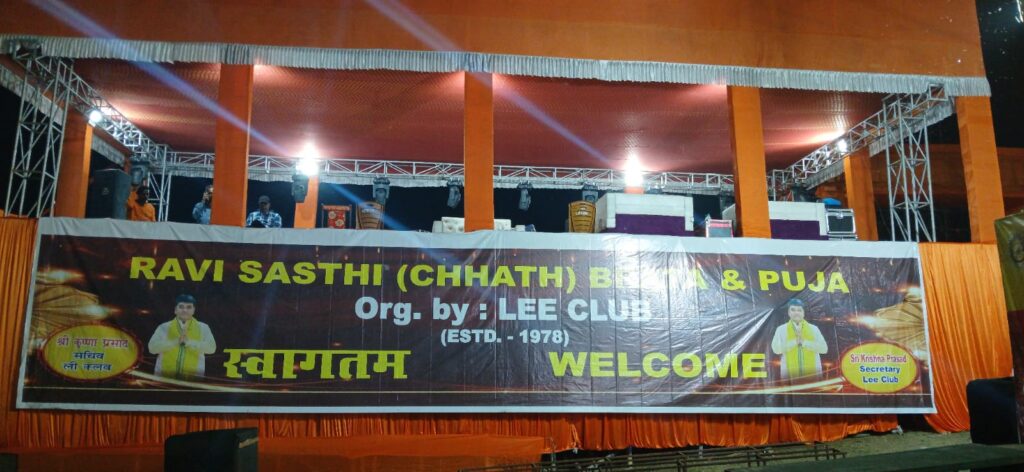 RAVI SASTHI (CHHATH) & PUJA
Org. by : LEE CLUB
(ESTD. - 1978)
स्वागतम
WELCOME
श्री कृष्णा प्रसाद
सचिव
ली क्लब
Sri Krishna Prasad
Secretary
Lee Club